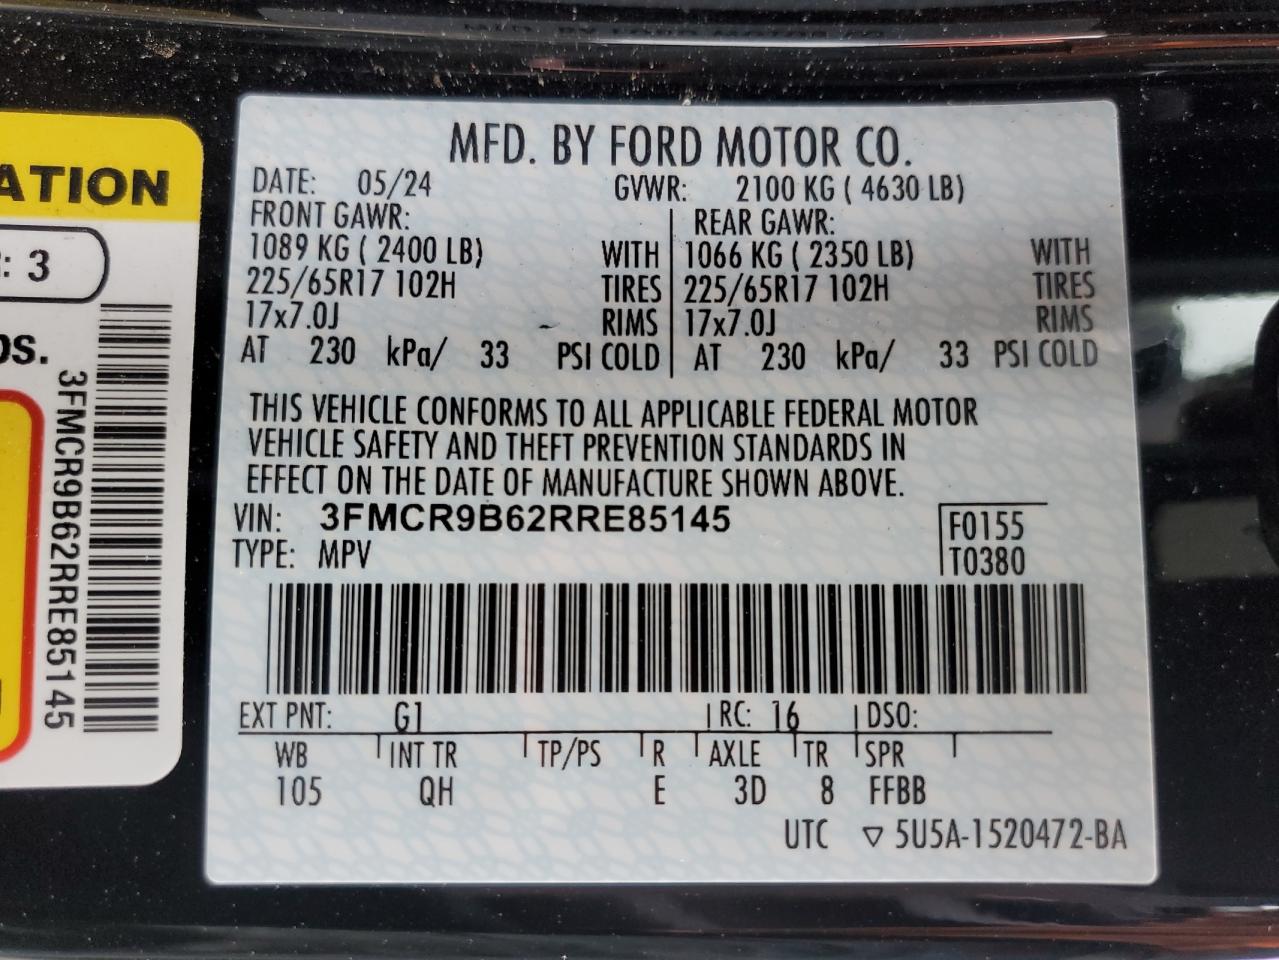 MFD. BY FORD MOTOR CO.
DATE: 05/24 GVWR: 2100 KG ( 4630 LB)
FRONT GAWR: REAR GAWR:
1089 KG ( 2400 LB) WITH 1066 KG ( 2350 LB) WITH
225/65R17 102H TIRES 225/65R17 102H TIRES
17x7.0J RIMS 17x7.0J RIMS
AT 230 kPa/ 33 PSI COLD AT 230 kPa/ 33 PSI COLD
THIS VEHICLE CONFORMS TO ALL APPLICABLE FEDERAL MOTOR
VEHICLE SAFETY AND THEFT PREVENTION STANDARDS IN
EFFECT ON THE DATE OF MANUFACTURE SHOWN ABOVE.
VIN: 3FMCR9B62RRE85145 F0155
TYPE: MPV T0380
EXT PNT: G1 RC: 16 DSO:
WB INT TR TP/PS R AXLE TR SPR
105 QH E 3D 8 FFBB
UTC ▽ 5U5A-1520472-BA
ATION
: 3
OS.
3FMCR9B62RRE85145